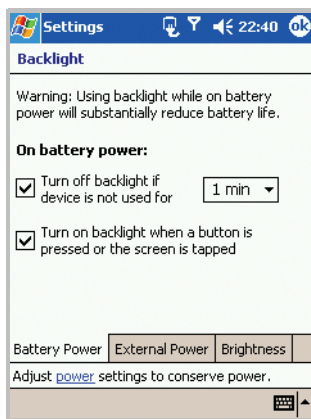 Settings 22:40 ok
Backlight
Warning: Using backlight while on battery
power will substantially reduce battery life.
On battery power:
Turn off backlight if
device is not used for 1 min
Turn on backlight when a button is
pressed or the screen is tapped
Battery Power External Power Brightness
Adjust power settings to conserve power.